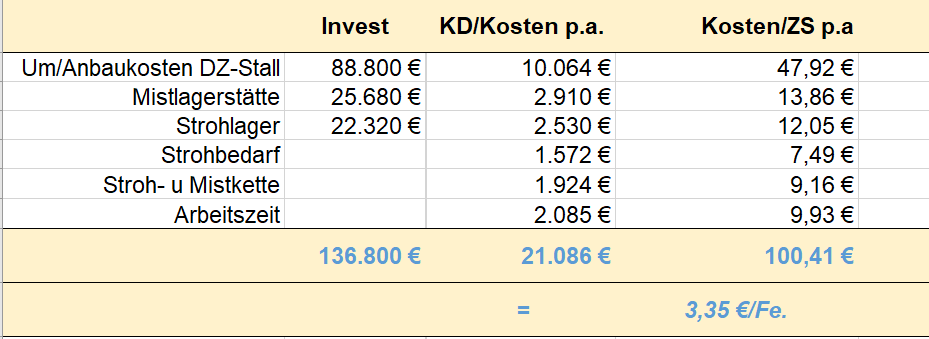 Invest KD/Kosten p.a. Kosten/ZS p.a
Um/Anbaukosten DZ-Stall 88.800 € 10.064 € 47,92 €
Mistlagerstätte 25.680 € 2.910 € 13,86 €
Strohlager 22.320 € 2.530 € 12,05 €
Strohbedarf 1.572 € 7,49 €
Stroh- u Mistkette 1.924 € 9,16 €
Arbeitszeit 2.085 € 9,93 €
136.800 € 21.086 € 100,41 €
= 3,35 €/Fe.